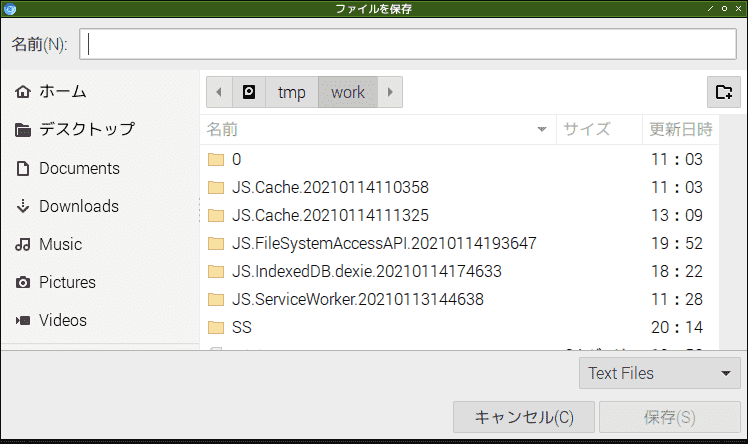 ファイルを保存
名前(N):
ホーム
デスクトップ
Documents
Downloads
Music
Pictures
Videos
tmp work
名前 サイズ 更新日時
0 11:03
JS.Cache.20210114110358 11:03
JS.Cache.20210114111325 13:09
JS.FileSystemAccessAPI.20210114193647 19:52
JS.IndexedDB.dexie.20210114174633 18:22
JS.ServiceWorker.20210113144638 11:28
SS 20:14
Text Files
キャンセル(C) 保存(S)